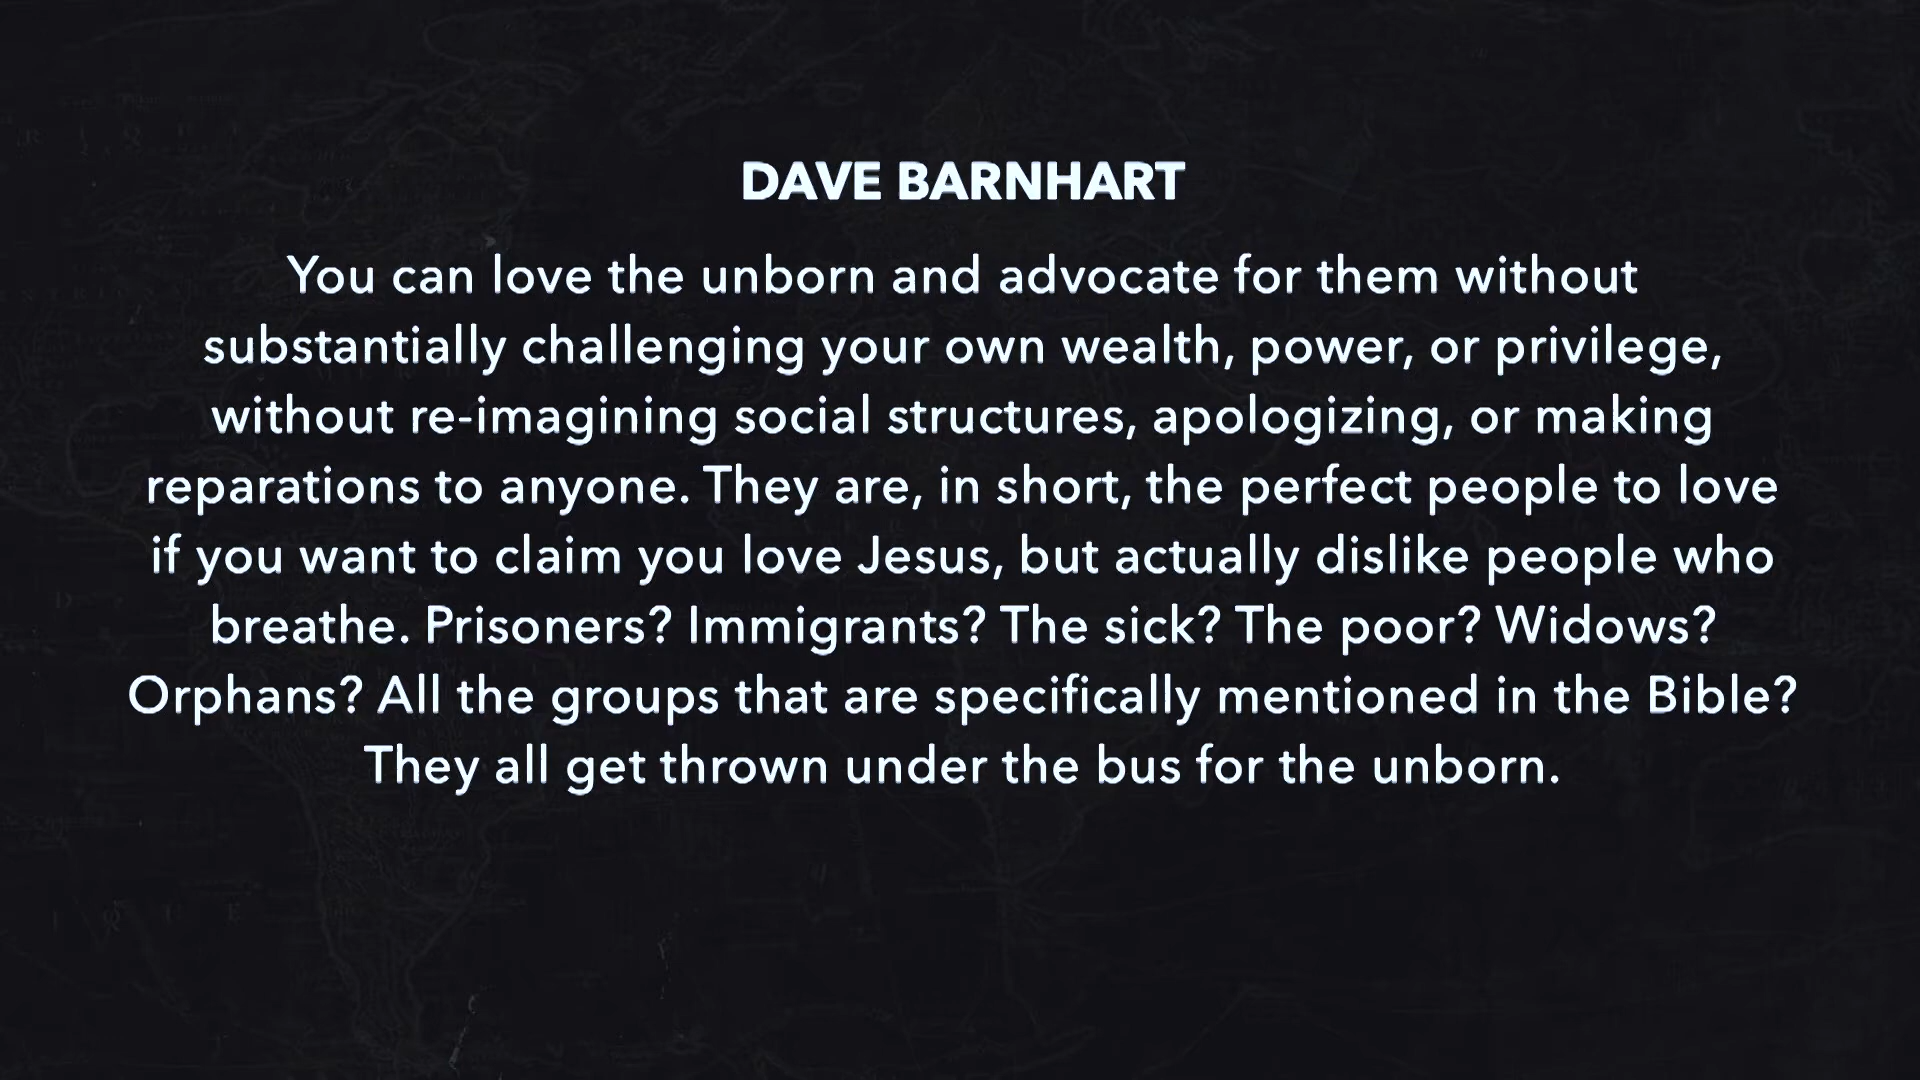 DAVE BARNHART
You can love the unborn and advocate for them without
substantially challenging your own wealth, power, or privilege,
without re-imagining social structures, apologizing, or making
reparations to anyone. They are, in short, the perfect people to love
if you want to claim you love Jesus, but actually dislike people who
breathe. Prisoners? Immigrants? The sick? The poor? Widows?
Orphans? All the groups that are specifically mentioned in the Bible?
They all get thrown under the bus for the unborn.